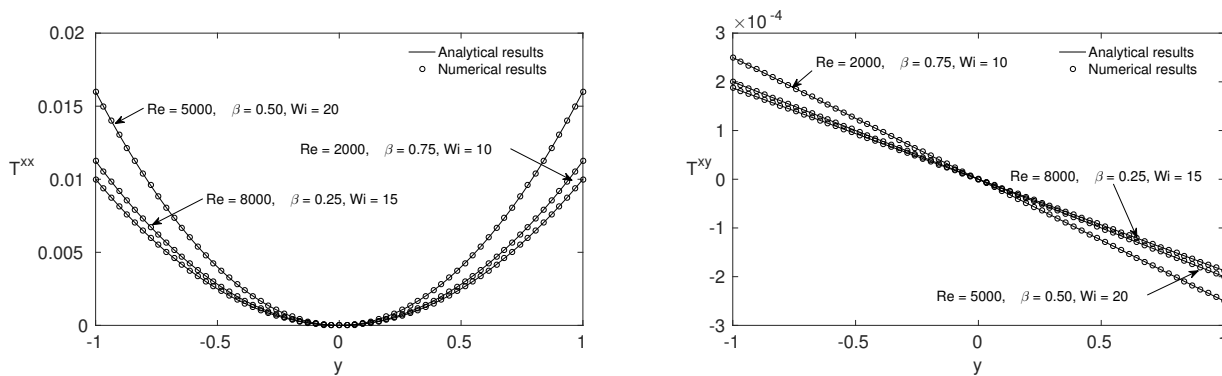 0.02
0.015
0.01
0.005
0
-1
-0.5
0
0.5
1
y
T^xx
Analytical results
Numerical results
Re = 5000, β = 0.50, Wi = 20
Re = 2000, β = 0.75, Wi = 10
Re = 8000, β = 0.25, Wi = 15
×10^-4
3
2
1
0
-1
-2
-3
-1
-0.5
0
0.5
1
y
T^xy
Analytical results
Numerical results
Re = 2000, β = 0.75, Wi = 10
Re = 8000, β = 0.25, Wi = 15
Re = 5000, β = 0.50, Wi = 20